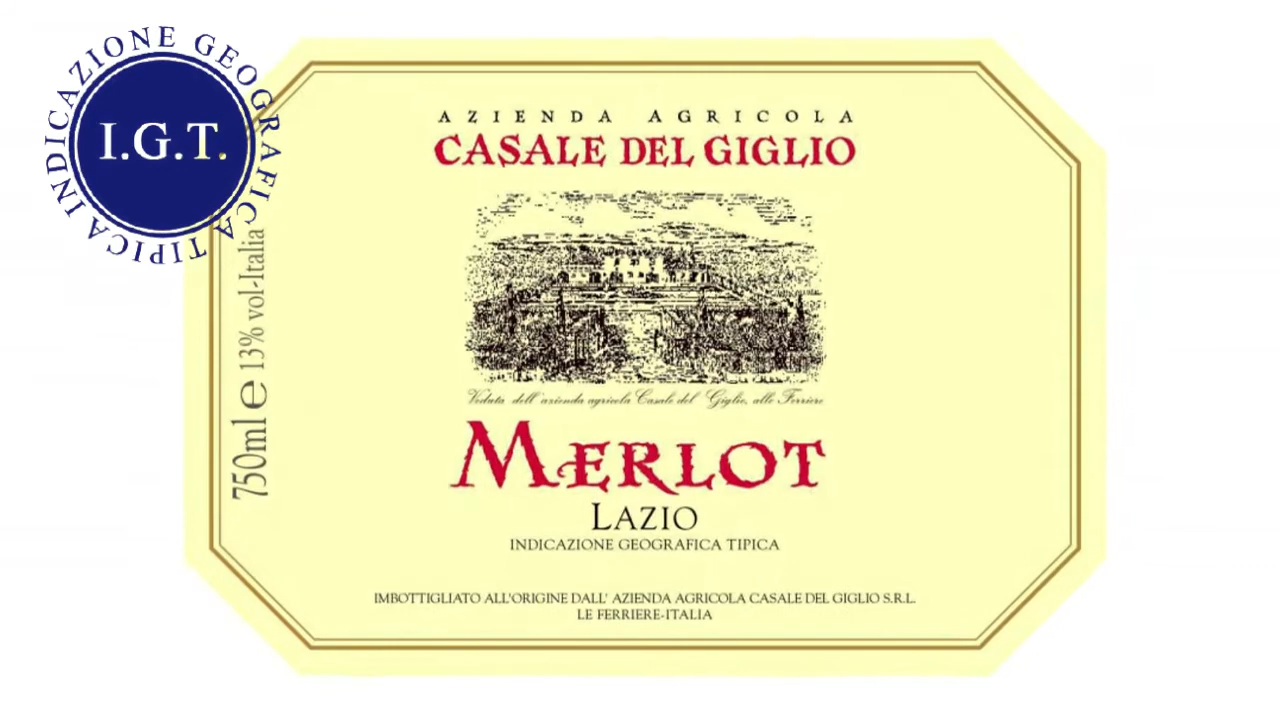 INDICAZIONE GEOGRAFICA TIPICA
I.G.T.
AZIENDA AGRICOLA
CASALE DEL GIGLIO
Veduta dell'azienda agricola Casale del Giglio, alle Ferriere
MERLOT
LAZIO
INDICAZIONE GEOGRAFICA TIPICA
IMBOTTIGLIATO ALL'ORIGINE DALL' AZIENDA AGRICOLA CASALE DEL GIGLIO S.R.L.
LE FERRIERE-ITALIA
750ml e 13% vol-Italia